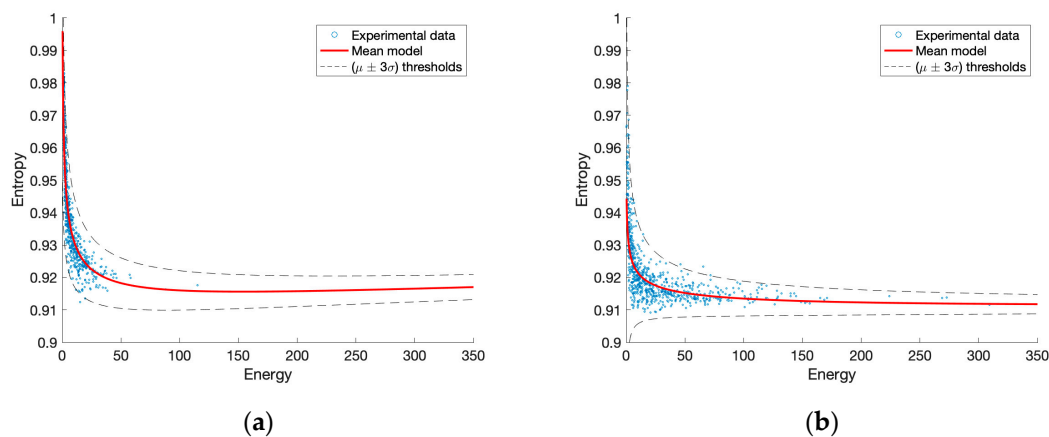 1
0.99
0.98
0.97
0.96
0.95
0.94
0.93
0.92
0.91
0.9
Entropy
0 50 100 150 200 250 300 350
Energy
Experimental data
Mean model
(μ ± 3σ) thresholds
(a)
1
0.99
0.98
0.97
0.96
0.95
0.94
0.93
0.92
0.91
0.9
Entropy
0 50 100 150 200 250 300 350
Energy
Experimental data
Mean model
(μ ± 3σ) thresholds
(b)